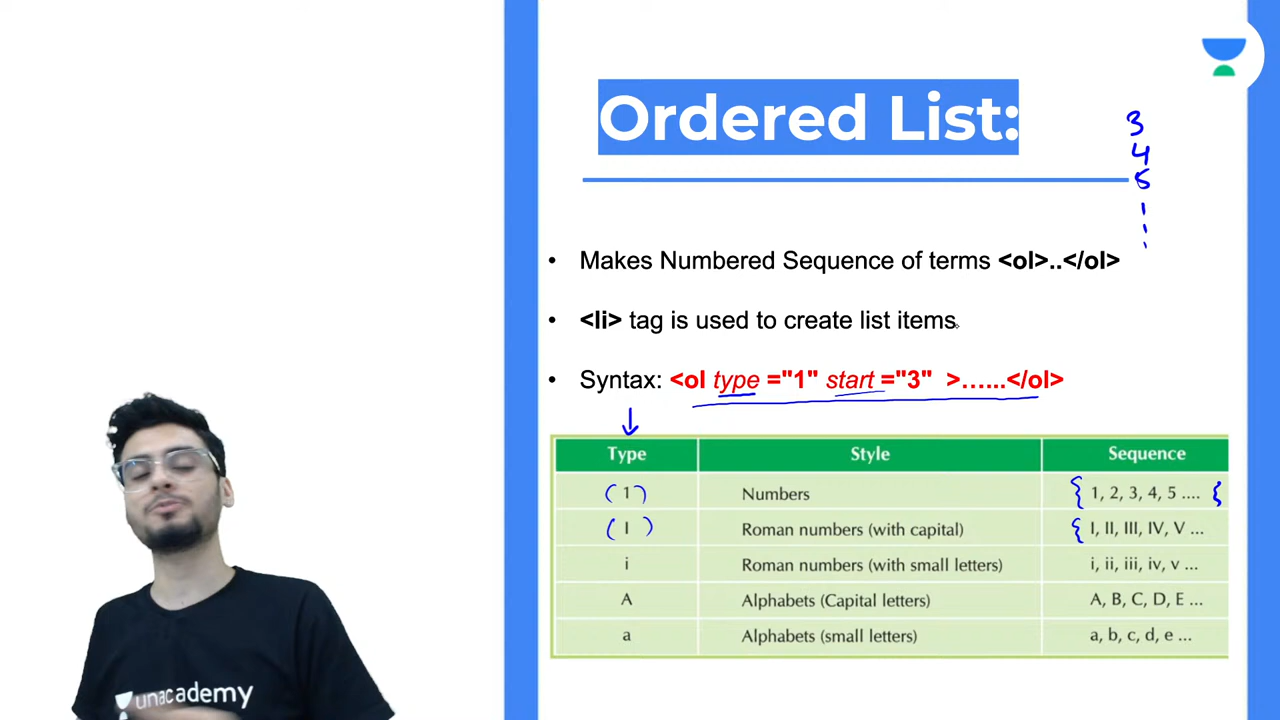 Ordered List:
3
4
5
• Makes Numbered Sequence of terms <ol>..</ol>
• <li> tag is used to create list items
• Syntax: <ol type ="1" start ="3" >…...</ol>
Type Style Sequence
( 1 ) Numbers { 1, 2, 3, 4, 5 .... {
( I ) Roman numbers (with capital) { I, II, III, IV, V ...
i Roman numbers (with small letters) i, ii, iii, iv, v ...
A Alphabets (Capital letters) A, B, C, D, E ...
a Alphabets (small letters) a, b, c, d, e ...
unacademy